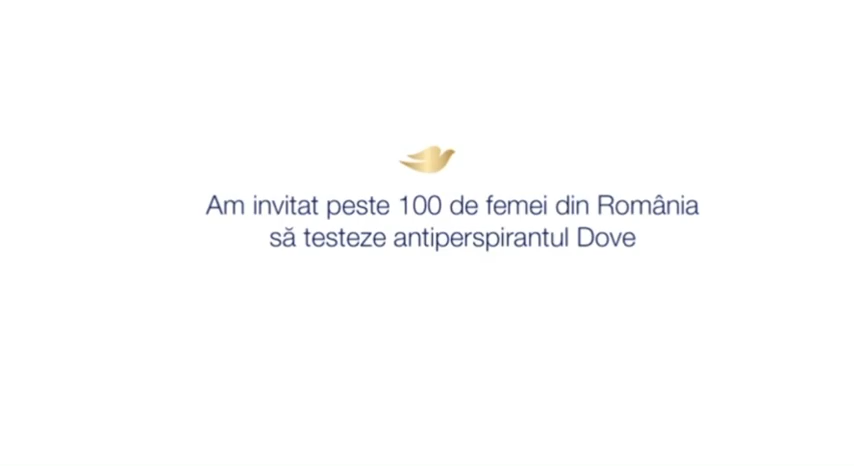 Am invitat peste 100 de femei din România
să testeze antiperspirantul Dove